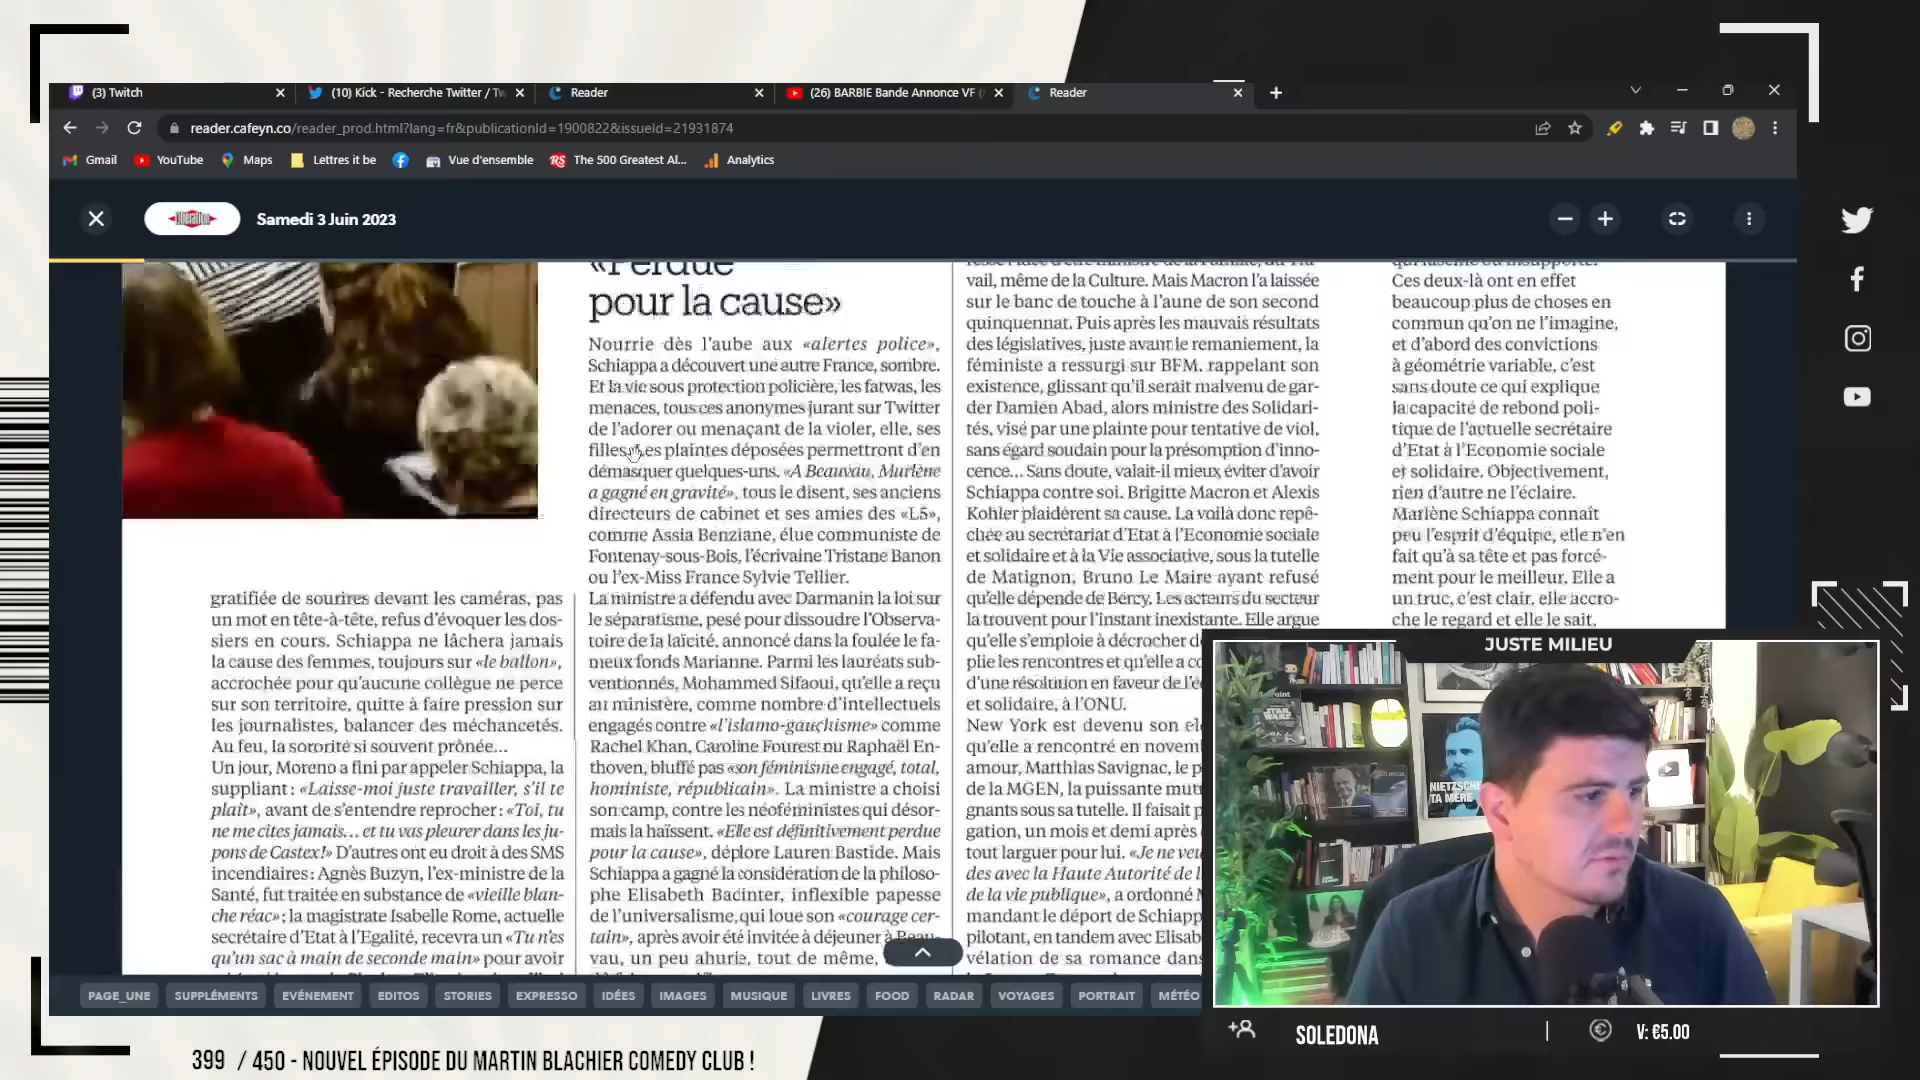 (3) Twitch
(10) Kick - Recherche Twitter / Tw
Reader
(26) BARBIE Bande Annonce VF
Reader
reader.cafeyn.co/reader_prod.html?lang=fr&publicationId=1900822&issueId=21931874
Gmail
YouTube
Maps
Lettres it be
Vue d'ensemble
The 500 Greatest Al...
Analytics
Libération
Samedi 3 Juin 2023
gratifiée de sourires devant les caméras, pas
un mot en tête-à-tête, refus d'évoquer les dos-
siers en cours. Schiappa ne lâchera jamais
la cause des femmes, toujours sur «le ballon»,
accrochée pour qu'aucune collègue ne perce
sur son territoire, quitte à faire pression sur
les journalistes, balancer des méchancetés.
Au feu, la sororité si souvent prônée...
Un jour, Moreno a fini par appeler Schiappa, la
suppliant : «Laisse-moi juste travailler, s'il te
plaît», avant de s'entendre reprocher : «Toi, tu
ne me cites jamais... et tu vas pleurer dans les ju-
pons de Castex!» D'autres ont eu droit à des SMS
incendiaires : Agnès Buzyn, l'ex-ministre de la
Santé, fut traitée en substance de «vieille blan-
che réac» ; la magistrate Isabelle Rome, actuelle
secrétaire d'Etat à l'Egalité, recevra un «Tu n'es
qu'un sac à main de seconde main» pour avoir
«Perdue
pour la cause»
Nourrie dès l'aube aux «alertes police»,
Schiappa a découvert une autre France, sombre.
Et la vie sous protection policière, les fatwas, les
menaces, tous ces anonymes jurant sur Twitter
de l'adorer ou menaçant de la violer, elle, ses
filles. Les plaintes déposées permettront d'en
démasquer quelques-uns. «A Beauvau, Marlène
a gagné en gravité», tous le disent, ses anciens
directeurs de cabinet et ses amies des «L5»,
comme Assia Benziane, élue communiste de
Fontenay-sous-Bois, l'écrivaine Tristane Banon
ou l'ex-Miss France Sylvie Tellier.
La ministre a défendu avec Darmanin la loi sur
le séparatisme, pesé pour dissoudre l'Observa-
toire de la laïcité, annoncé dans la foulée le fa-
meux fonds Marianne. Parmi les lauréats sub-
ventionnés, Mohammed Sifaoui, qu'elle a reçu
au ministère, comme nombre d'intellectuels
engagés contre «l'islamo-gauchisme» comme
Rachel Khan, Caroline Fourest ou Raphaël En-
thoven, bluffé pas «son féminisme engagé, total,
hoministe, républicain». La ministre a choisi
son camp, contre les néoféministes qui désor-
mais la haïssent. «Elle est définitivement perdue
pour la cause», déplore Lauren Bastide. Mais
Schiappa a gagné la considération de la philoso-
phe Elisabeth Badinter, inflexible papesse
de l'universalisme, qui loue son «courage cer-
tain», après avoir été invitée à déjeuner à Beau-
vau, un peu ahurie, tout de même,
vail, même de la Culture. Mais Macron l'a laissée
sur le banc de touche à l'aune de son second
quinquennat. Puis après les mauvais résultats
des législatives, juste avant le remaniement, la
féministe a ressurgi sur BFM, rappelant son
existence, glissant qu'il serait malvenu de gar-
der Damien Abad, alors ministre des Solidari-
tés, visé par une plainte pour tentative de viol,
sans égard soudain pour la présomption d'inno-
cence... Sans doute, valait-il mieux éviter d'avoir
Schiappa contre soi. Brigitte Macron et Alexis
Kohler plaidèrent sa cause. La voilà donc repê-
chée au secrétariat d'Etat à l'Economie sociale
et solidaire et à la Vie associative, sous la tutelle
de Matignon, Bruno Le Maire ayant refusé
qu'elle dépende de Bercy. Les acteurs du secteur
la trouvent pour l'instant inexistante. Elle argue
qu'elle s'emploie à décrocher d
plie les rencontres et qu'elle a co
d'une résolution en faveur de l'é
et solidaire, à l'ONU.
New York est devenu son el
qu'elle a rencontré en novem
amour, Matthias Savignac, le p
de la MGEN, la puissante mut
gnants sous sa tutelle. Il faisait p
gation, un mois et demi après
tout larguer pour lui. «Je ne veu
des avec la Haute Autorité de l
de la vie publique», a ordonné M
mandant le déport de Schiapp
pilotant, en tandem avec Elisab
vélation de sa romance dans
Ces deux-là ont en effet
beaucoup plus de choses en
commun qu'on ne l'imagine,
et d'abord des convictions
à géométrie variable, c'est
sans doute ce qui explique
la capacité de rebond poli-
tique de l'actuelle secrétaire
d'Etat à l'Economie sociale
et solidaire. Objectivement,
rien d'autre ne l'éclaire.
Marlène Schiappa connaît
peu l'esprit d'équipe, elle n'en
fait qu'à sa tête et pas forcé-
ment pour le meilleur. Elle a
un truc, c'est clair, elle accro-
che le regard et elle le sait.
PAGE_UNE
SUPPLÉMENTS
EVÉNEMENT
EDITOS
STORIES
EXPRESSO
IDÉES
IMAGES
MUSIQUE
LIVRES
FOOD
RADAR
VOYAGES
PORTRAIT
MÉTÉO
JUSTE MILIEU
STAR WARS
NIETZSCHE
TA MÈRE
SOLEDONA
V: €5.00
399 / 450 - NOUVEL ÉPISODE DU MARTIN BLACHIER COMEDY CLUB !